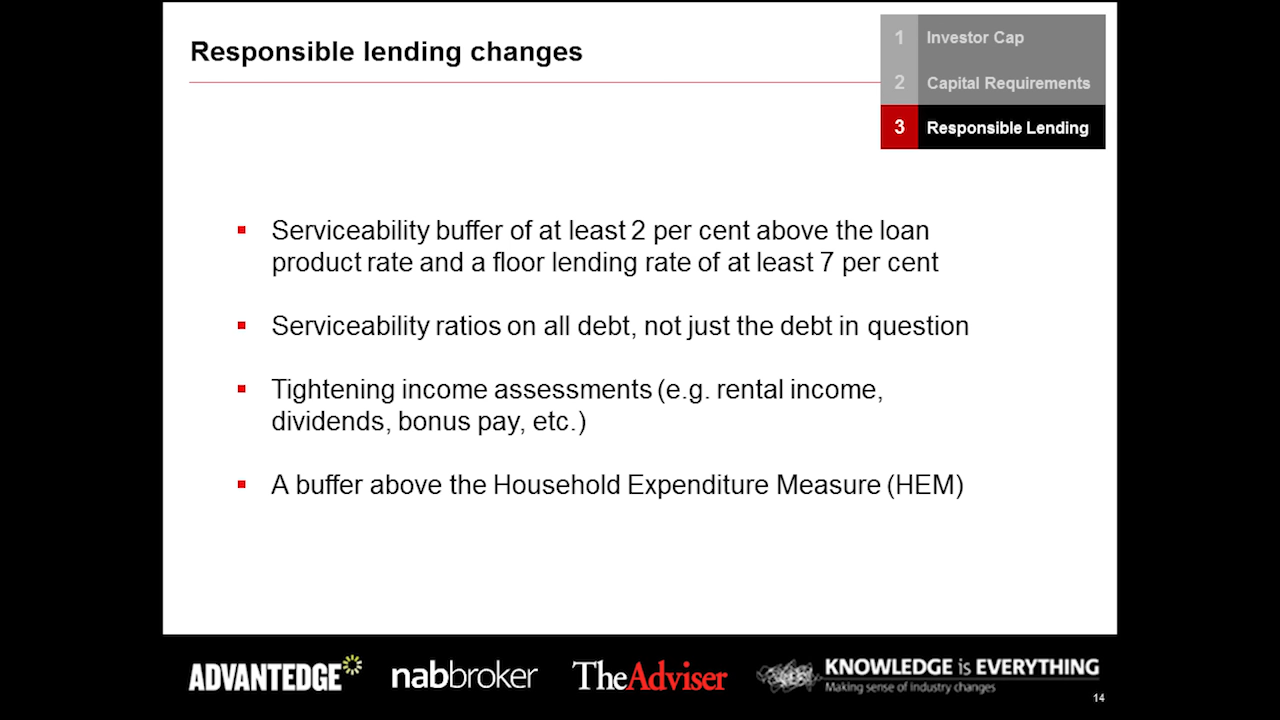 Responsible lending changes
1 Investor Cap
2 Capital Requirements
3 Responsible Lending
Serviceability buffer of at least 2 per cent above the loan
product rate and a floor lending rate of at least 7 per cent
Serviceability ratios on all debt, not just the debt in question
Tightening income assessments (e.g. rental income,
dividends, bonus pay, etc.)
A buffer above the Household Expenditure Measure (HEM)
ADVANTEDGE
nabbroker
TheAdviser
KNOWLEDGE is EVERYTHING
Making sense of industry changes
14